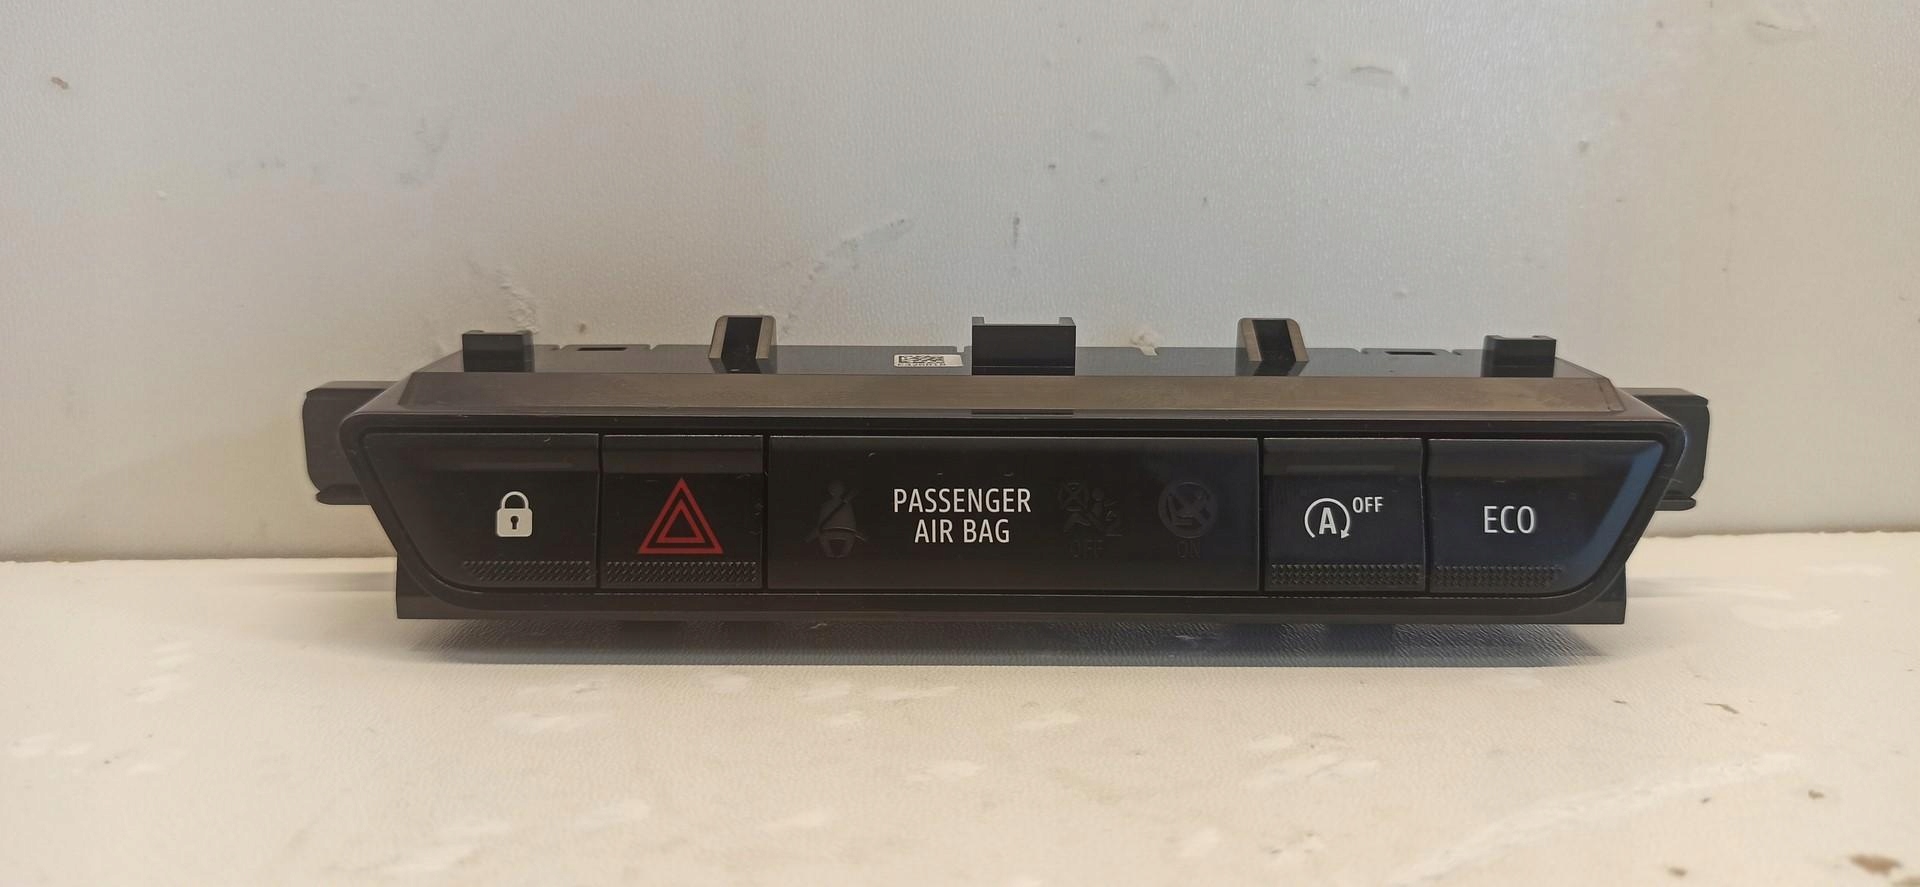 PASSENGER
AIR BAG
OFF
ON
A OFF
ECO